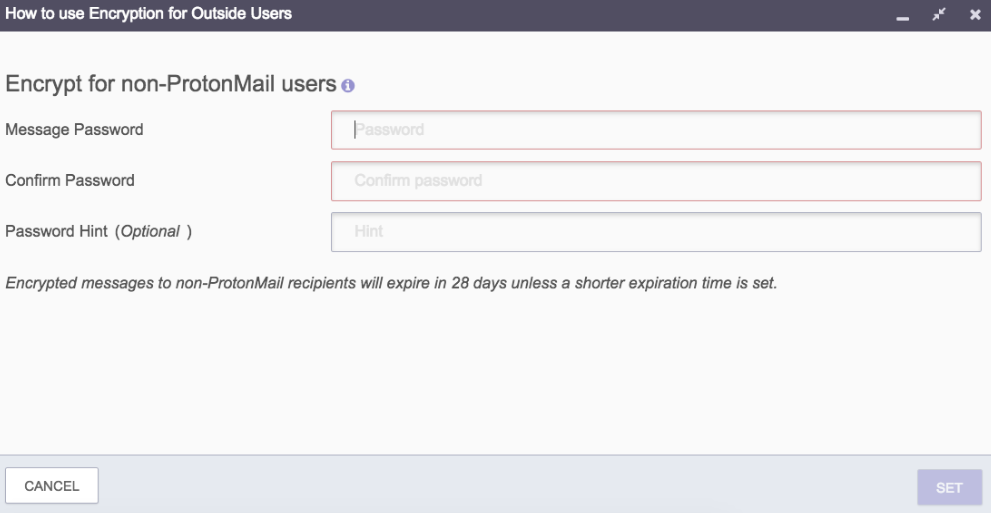 How to use Encryption for Outside Users
Encrypt for non-ProtonMail users
Message Password
Password
Confirm Password
Confirm password
Password Hint (Optional )
Hint
Encrypted messages to non-ProtonMail recipients will expire in 28 days unless a shorter expiration time is set.
CANCEL
SET